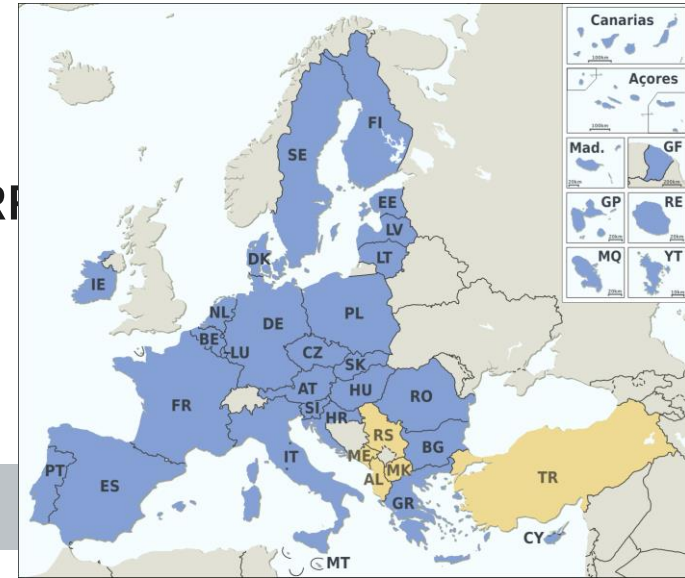 Canarias
Açores
Mad.
GF
GP
RE
MQ
YT
FI
SE
EE
LV
LT
DK
IE
NL
BE
LU
DE
PL
CZ
SK
AT
HU
SI
HR
RO
FR
IT
RS
ME
MK
AL
BG
GR
PT
ES
TR
CY
MT